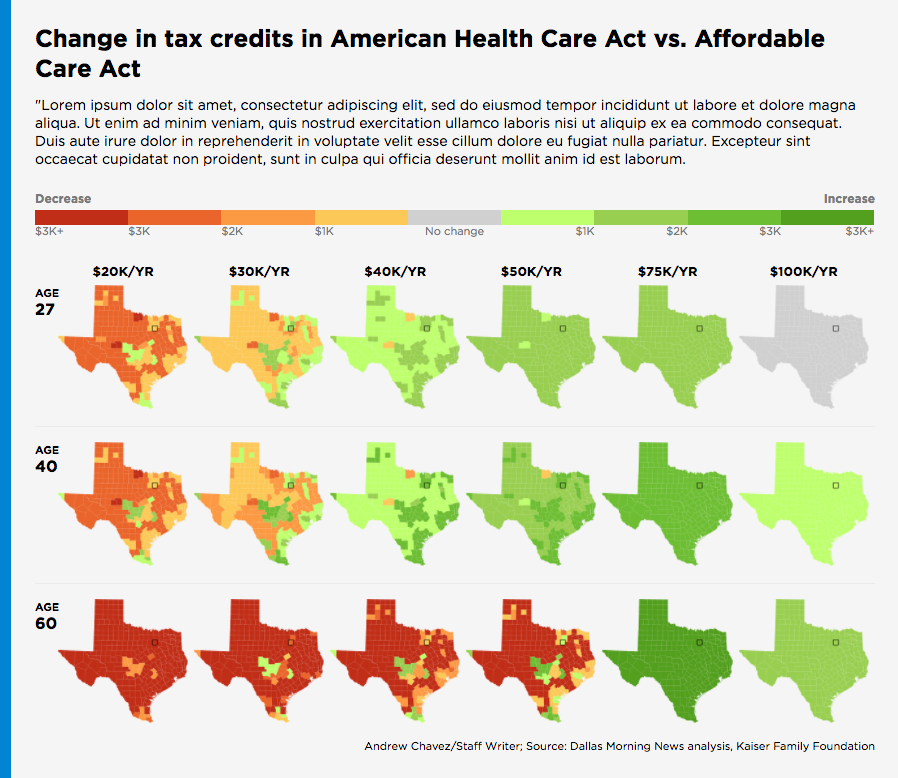 Change in tax credits in American Health Care Act vs. Affordable
Care Act
"Lorem ipsum dolor sit amet, consectetur adipiscing elit, sed do eiusmod tempor incididunt ut labore et dolore magna
aliqua. Ut enim ad minim veniam, quis nostrud exercitation ullamco laboris nisi ut aliquip ex ea commodo consequat.
Duis aute irure dolor in reprehenderit in voluptate velit esse cillum dolore eu fugiat nulla pariatur. Excepteur sint
occaecat cupidatat non proident, sunt in culpa qui officia deserunt mollit anim id est laborum.
Decrease Increase
$3K+ $3K $2K $1K No change $1K $2K $3K $3K+
$20K/YR $30K/YR $40K/YR $50K/YR $75K/YR $100K/YR
AGE
27
AGE
40
AGE
60
Andrew Chavez/Staff Writer; Source: Dallas Morning News analysis, Kaiser Family Foundation